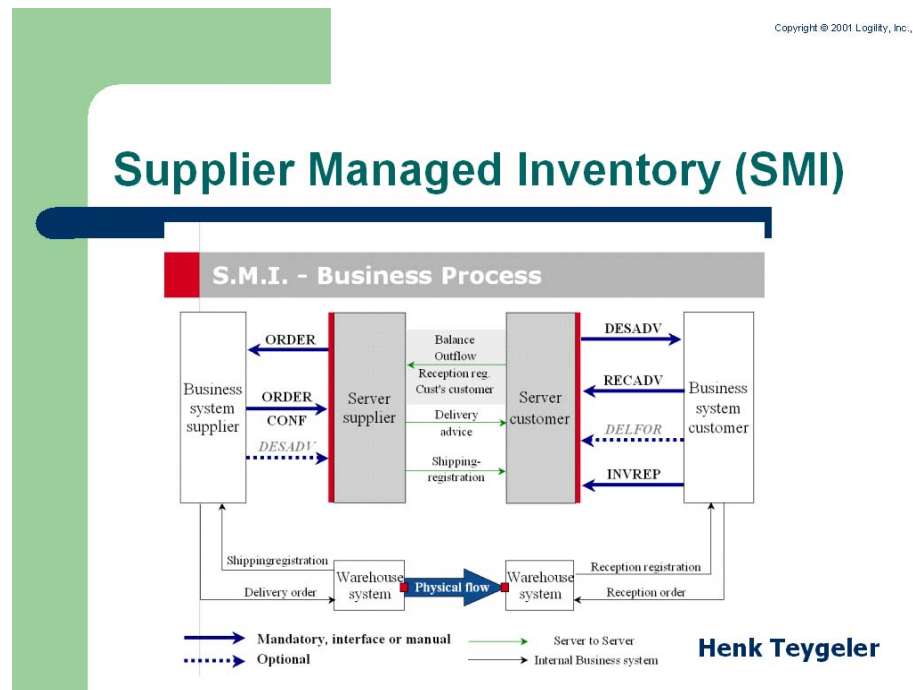 Copyright © 2001 Logility, Inc.,
Supplier Managed Inventory (SMI)
S.M.I. - Business Process
Business
system
supplier
ORDER
ORDER
CONF
DESADV
Server
supplier
Balance
Outflow
Reception reg.
Cust's customer
Delivery
advice
Shipping-
registration
Server
customer
DESADV
RECADV
DELFOR
INVREP
Business
system
customer
Shippingregistration
Delivery order
Warehouse
system
Physical flow
Warehouse
system
Reception registration
Reception order
Mandatory, interface or manual
Optional
Server to Server
Internal Business system
Henk Teygeler